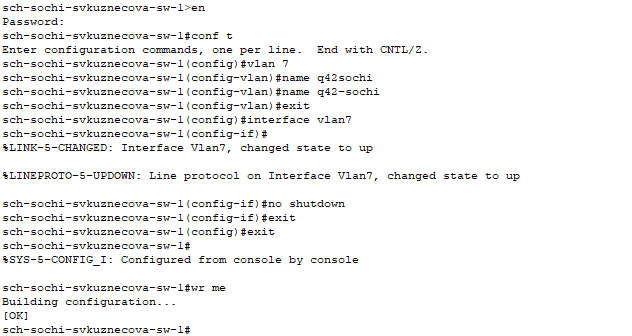 sch-sochi-svkuznecova-sw-1>en
Password:
sch-sochi-svkuznecova-sw-1#conf t
Enter configuration commands, one per line.  End with CNTL/Z.
sch-sochi-svkuznecova-sw-1(config)#vlan 7
sch-sochi-svkuznecova-sw-1(config-vlan)#name q42sochi
sch-sochi-svkuznecova-sw-1(config-vlan)#name q42-sochi
sch-sochi-svkuznecova-sw-1(config-vlan)#exit
sch-sochi-svkuznecova-sw-1(config)#interface vlan7
sch-sochi-svkuznecova-sw-1(config-if)#
%LINK-5-CHANGED: Interface Vlan7, changed state to up
%LINEPROTO-5-UPDOWN: Line protocol on Interface Vlan7, changed state to up
sch-sochi-svkuznecova-sw-1(config-if)#no shutdown
sch-sochi-svkuznecova-sw-1(config-if)#exit
sch-sochi-svkuznecova-sw-1(config)#exit
sch-sochi-svkuznecova-sw-1#
%SYS-5-CONFIG_I: Configured from console by console
sch-sochi-svkuznecova-sw-1#wr me
Building configuration...
[OK]
sch-sochi-svkuznecova-sw-1#